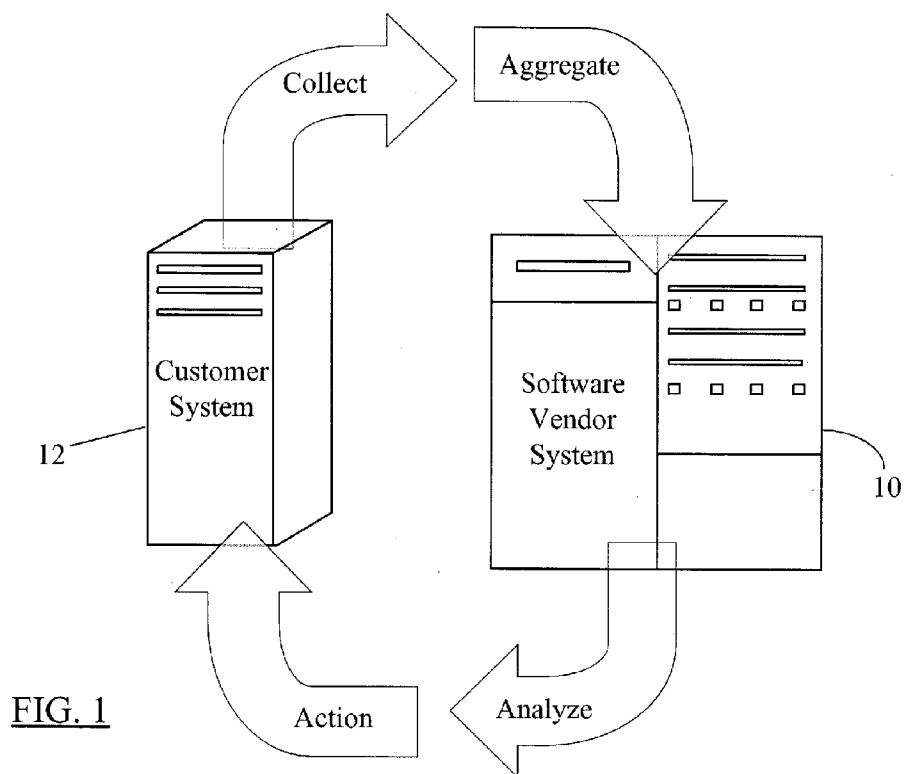 Collect
Aggregate
Customer
System
Software
Vendor
System
12
10
Action
Analyze
FIG. 1